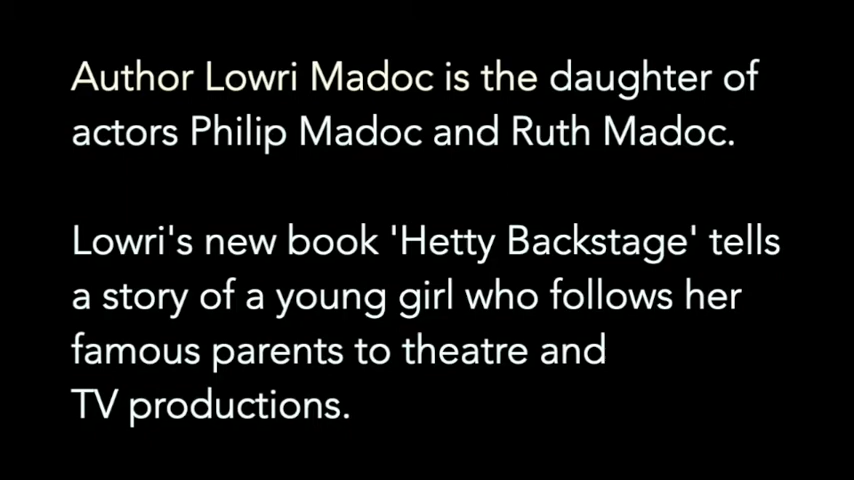 Author Lowri Madoc is the daughter of
actors Philip Madoc and Ruth Madoc.
Lowri's new book 'Hetty Backstage' tells
a story of a young girl who follows her
famous parents to theatre and
TV productions.